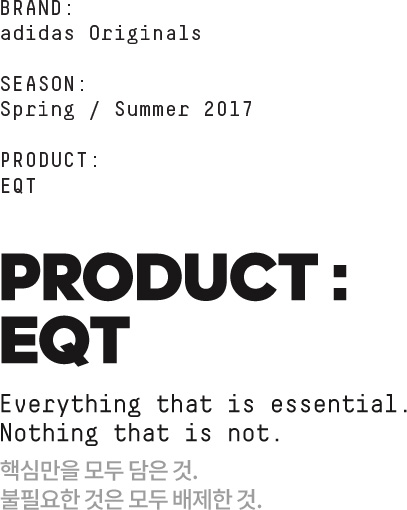 BRAND:
adidas Originals
SEASON:
Spring / Summer 2017
PRODUCT:
EQT
PRODUCT :
EQT
Everything that is essential.
Nothing that is not.
핵심만을 모두 담은 것.
불필요한 것은 모두 배제한 것.